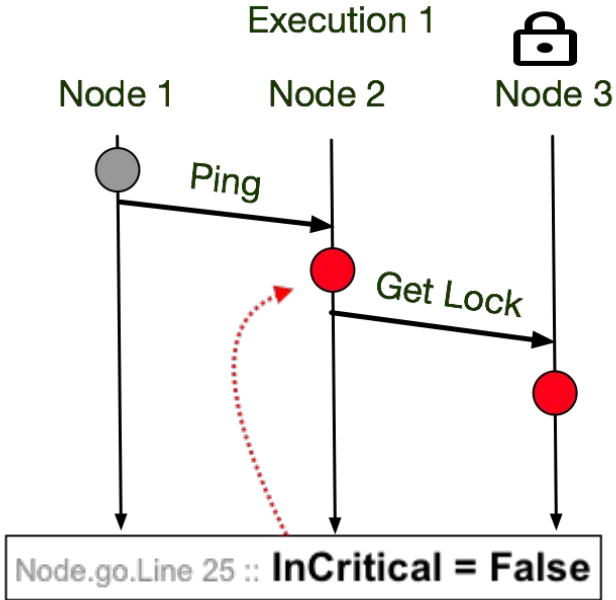 Execution 1
Node 1 Node 2 Node 3
Ping
Get Lock
Node.go.Line 25 :: InCritical = False